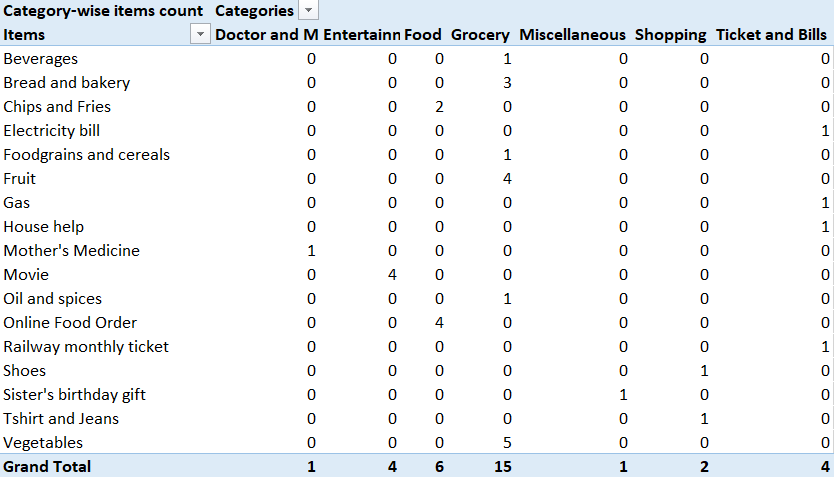 Category-wise items count Categories
Items Doctor and M Entertainn Food Grocery Miscellaneous Shopping Ticket and Bills
Beverages 0 0 0 1 0 0 0
Bread and bakery 0 0 0 3 0 0 0
Chips and Fries 0 0 2 0 0 0 0
Electricity bill 0 0 0 0 0 0 1
Foodgrains and cereals 0 0 0 1 0 0 0
Fruit 0 0 0 4 0 0 0
Gas 0 0 0 0 0 0 1
House help 0 0 0 0 0 0 1
Mother's Medicine 1 0 0 0 0 0 0
Movie 0 4 0 0 0 0 0
Oil and spices 0 0 0 1 0 0 0
Online Food Order 0 0 4 0 0 0 0
Railway monthly ticket 0 0 0 0 0 0 1
Shoes 0 0 0 0 0 1 0
Sister's birthday gift 0 0 0 0 1 0 0
Tshirt and Jeans 0 0 0 0 0 1 0
Vegetables 0 0 0 5 0 0 0
Grand Total 1 4 6 15 1 2 4